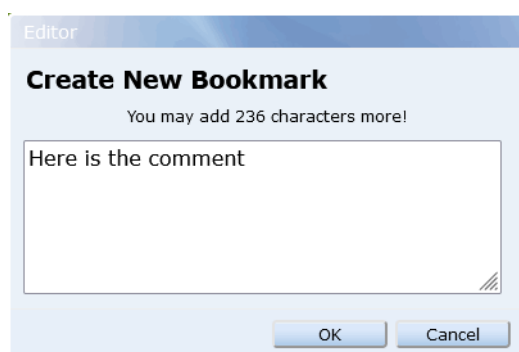 Editor
Create New Bookmark
You may add 236 characters more!
Here is the comment
OK Cancel